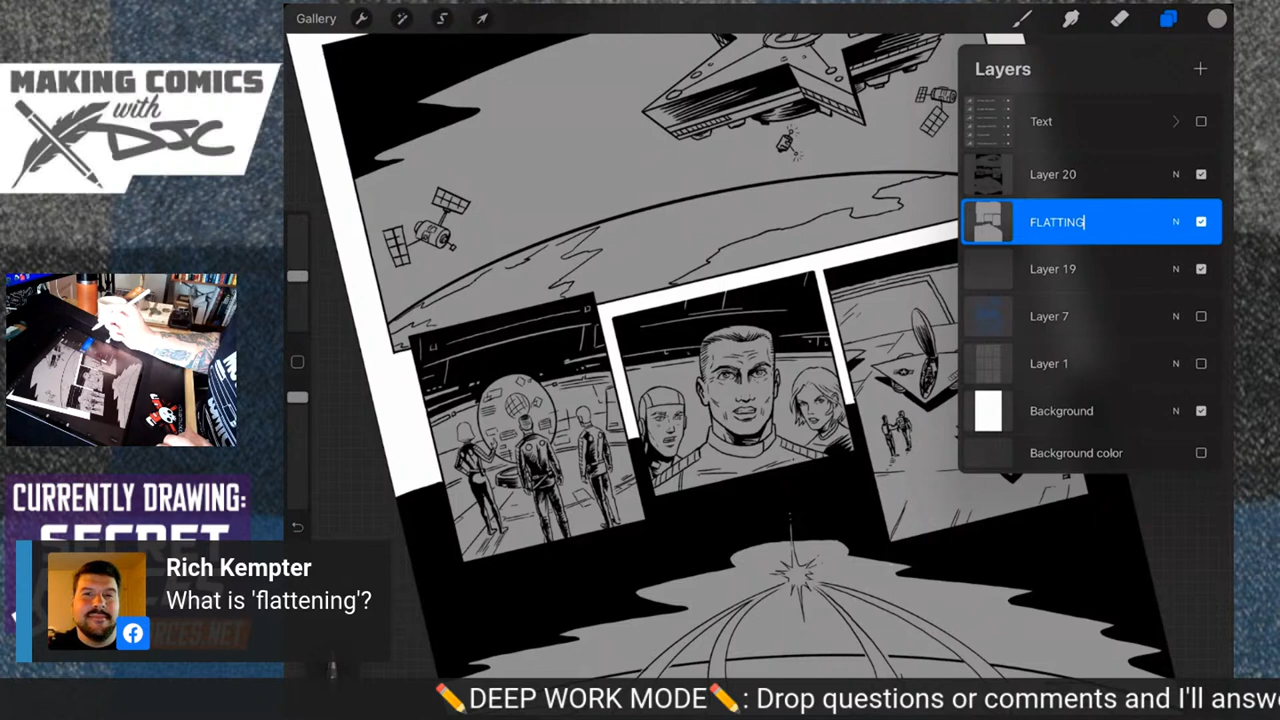 MAKING COMICS
with
DJC
Gallery
Layers
Text
Layer 20
N
FLATTING
N
Layer 19
N
Layer 7
N
Layer 1
N
Background
N
Background color
CURRENTLY DRAWING:
SECRET
Rich Kempter
What is 'flattening'?
✏️DEEP WORK MODE✏️: Drop questions or comments and I'll answ